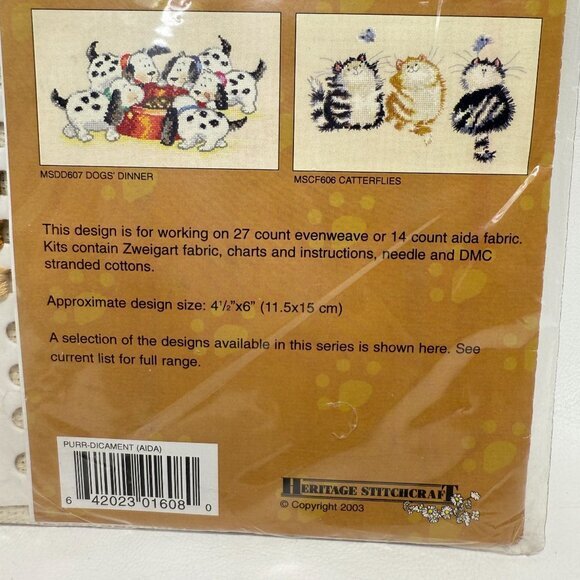 MSDD607 DOGS' DINNER
MSCF606 CATTERFLIES
This design is for working on 27 count evenweave or 14 count aida fabric.
Kits contain Zweigart fabric, charts and instructions, needle and DMC
stranded cottons.
Approximate design size: 4½"x6" (11.5x15 cm)
A selection of the designs available in this series is shown here. See
current list for full range.
PURR-DICAMENT (AIDA)
6 42023 01608 0
HERITAGE STITCHCRAFT
© Copyright 2003